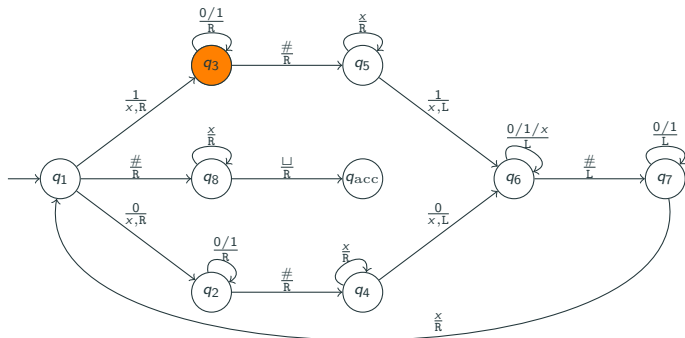 0/1
R
x
R
q3
#
R
q5
1
x,R
1
x,L
x
R
0/1/x
L
0/1
L
q1
#
R
q8
⊔
R
qacc
q6
#
L
q7
0
x,R
0
x,L
0/1
R
x
R
q2
#
R
q4
x
R